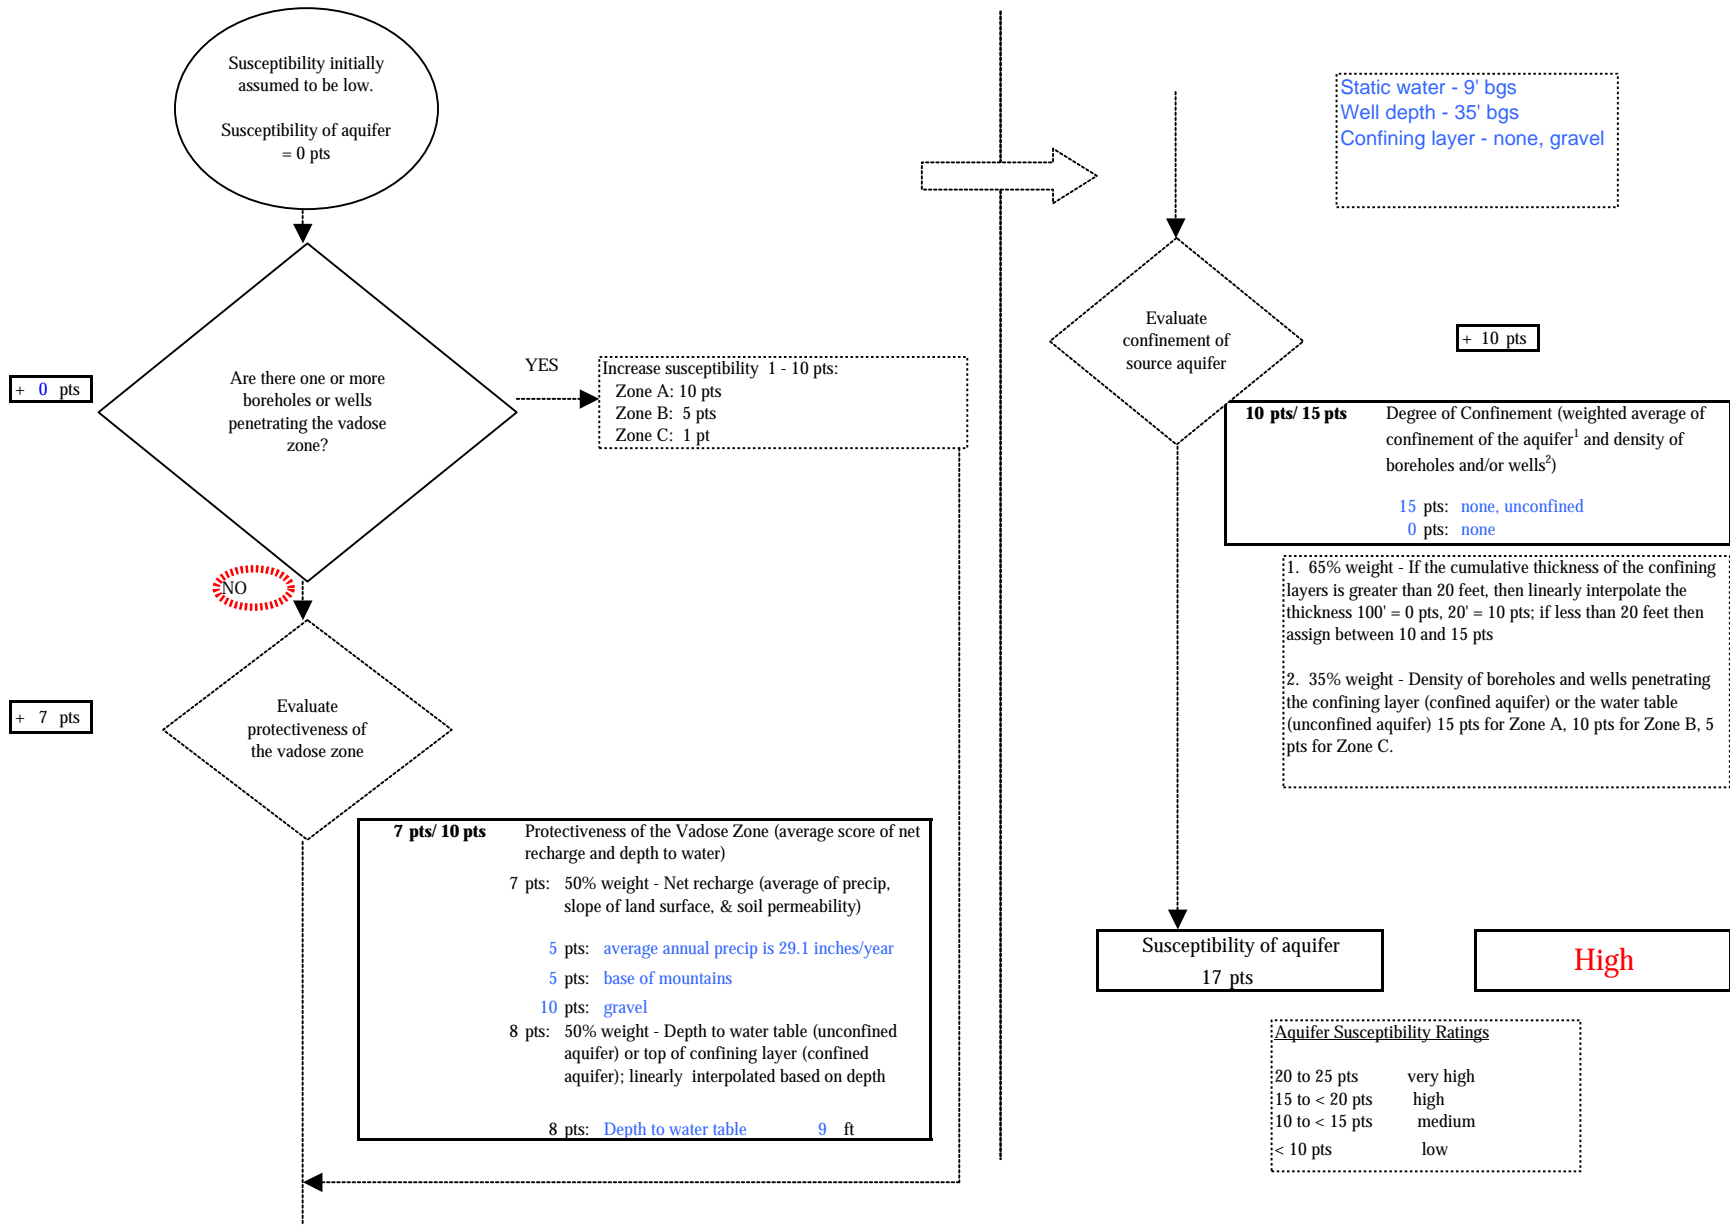 Susceptibility initially
assumed to be low.
Susceptibility of aquifer
= 0 pts
+ 0 pts
Are there one or more
boreholes or wells
penetrating the vadose
zone?
YES
Increase susceptibility 1 - 10 pts:
Zone A: 10 pts
Zone B: 5 pts
Zone C: 1 pt
NO
+ 7 pts
Evaluate
protectiveness of
the vadose zone
7 pts/ 10 pts Protectiveness of the Vadose Zone (average score of net
recharge and depth to water)
7 pts: 50% weight - Net recharge (average of precip,
slope of land surface, & soil permeability)
5 pts: average annual precip is 29.1 inches/year
5 pts: base of mountains
10 pts: gravel
8 pts: 50% weight - Depth to water table (unconfined
aquifer) or top of confining layer (confined
aquifer); linearly interpolated based on depth
8 pts: Depth to water table 9 ft
Static water - 9' bgs
Well depth - 35' bgs
Confining layer - none, gravel
Evaluate
confinement of
source aquifer
+ 10 pts
10 pts/ 15 pts Degree of Confinement (weighted average of
confinement of the aquifer1 and density of
boreholes and/or wells2)
15 pts: none, unconfined
0 pts: none
1. 65% weight - If the cumulative thickness of the confining
layers is greater than 20 feet, then linearly interpolate the
thickness 100' = 0 pts, 20' = 10 pts; if less than 20 feet then
assign between 10 and 15 pts
2. 35% weight - Density of boreholes and wells penetrating
the confining layer (confined aquifer) or the water table
(unconfined aquifer) 15 pts for Zone A, 10 pts for Zone B, 5
pts for Zone C.
Susceptibility of aquifer
17 pts
High
Aquifer Susceptibility Ratings
20 to 25 pts very high
15 to < 20 pts high
10 to < 15 pts medium
< 10 pts low